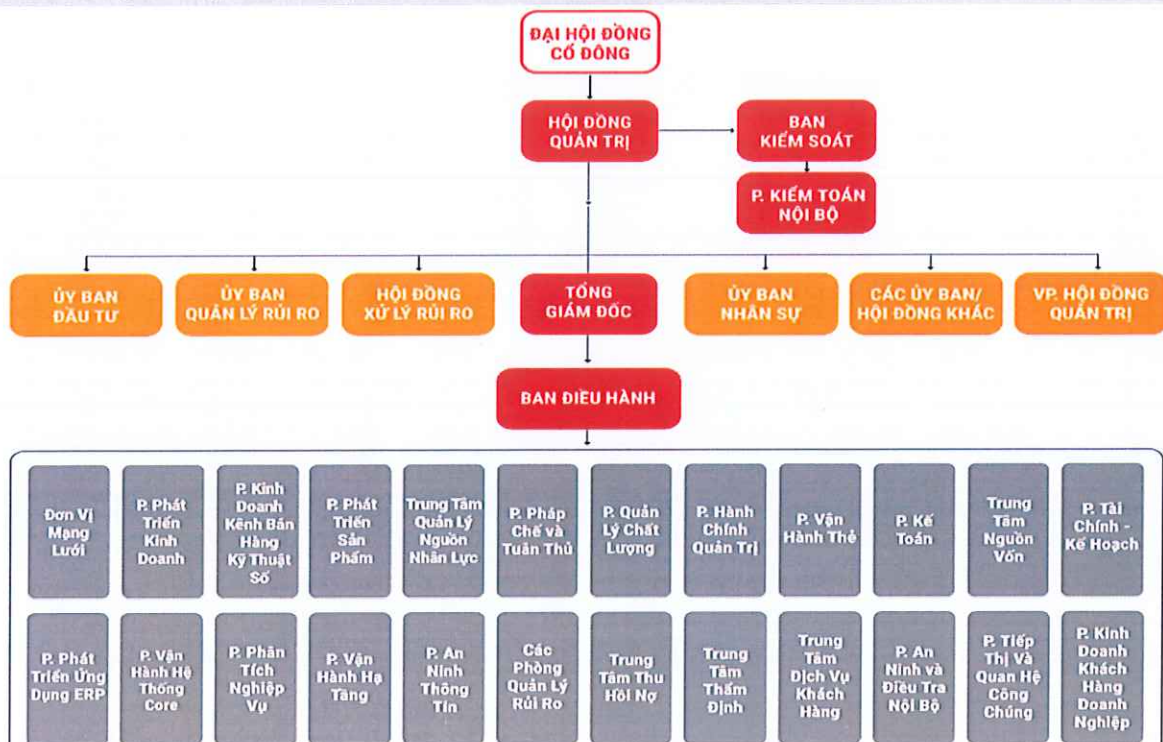 ĐẠI HỘI ĐỒNG
CỔ ĐÔNG
HỘI ĐỒNG
QUẢN TRỊ
BAN
KIỂM SOÁT
P. KIỂM TOÁN
NỘI BỘ
ỦY BAN
ĐẦU TƯ
ỦY BAN
QUẢN LÝ RỦI RO
HỘI ĐỒNG
XỬ LÝ RỦI RO
TỔNG
GIÁM ĐỐC
ỦY BAN
NHÂN SỰ
CÁC ỦY BAN/
HỘI ĐỒNG KHÁC
VP. HỘI ĐỒNG
QUẢN TRỊ
BAN ĐIỀU HÀNH
Đơn Vị
Mạng
Lưới
P. Phát
Triển
Kinh
Doanh
P. Kinh
Doanh
Kênh Bán
Hàng
Kỹ Thuật
Số
P. Phát
Triển
Sản
Phẩm
Trung Tâm
Quản Lý
Nguồn
Nhân Lực
P. Pháp
Chế và
Tuân Thủ
P. Quản
Lý Chất
Lượng
P. Hành
Chính
Quản Trị
P. Vận
Hành Thẻ
P. Kế
Toán
Trung
Tâm
Nguồn
Vốn
P. Tài
Chính -
Kế Hoạch
P. Phát
Triển Ứng
Dụng ERP
P. Vận
Hành Hệ
Thống
Core
P. Phân
Tích
Nghiệp
Vụ
P. Vận
Hành Hạ
Tầng
P. An
Ninh
Thông
Tin
Các
Phòng
Quản Lý
Rủi Ro
Trung
Tâm Thu
Hồi Nợ
Trung
Tâm
Thẩm
Định
Trung
Tâm
Dịch Vụ
Khách
Hàng
P. An
Ninh và
Điều Tra
Nội Bộ
P. Tiếp
Thị Và
Quan Hệ
Công
Chúng
P. Kinh
Doanh
Khách
Hàng
Doanh
Nghiệp